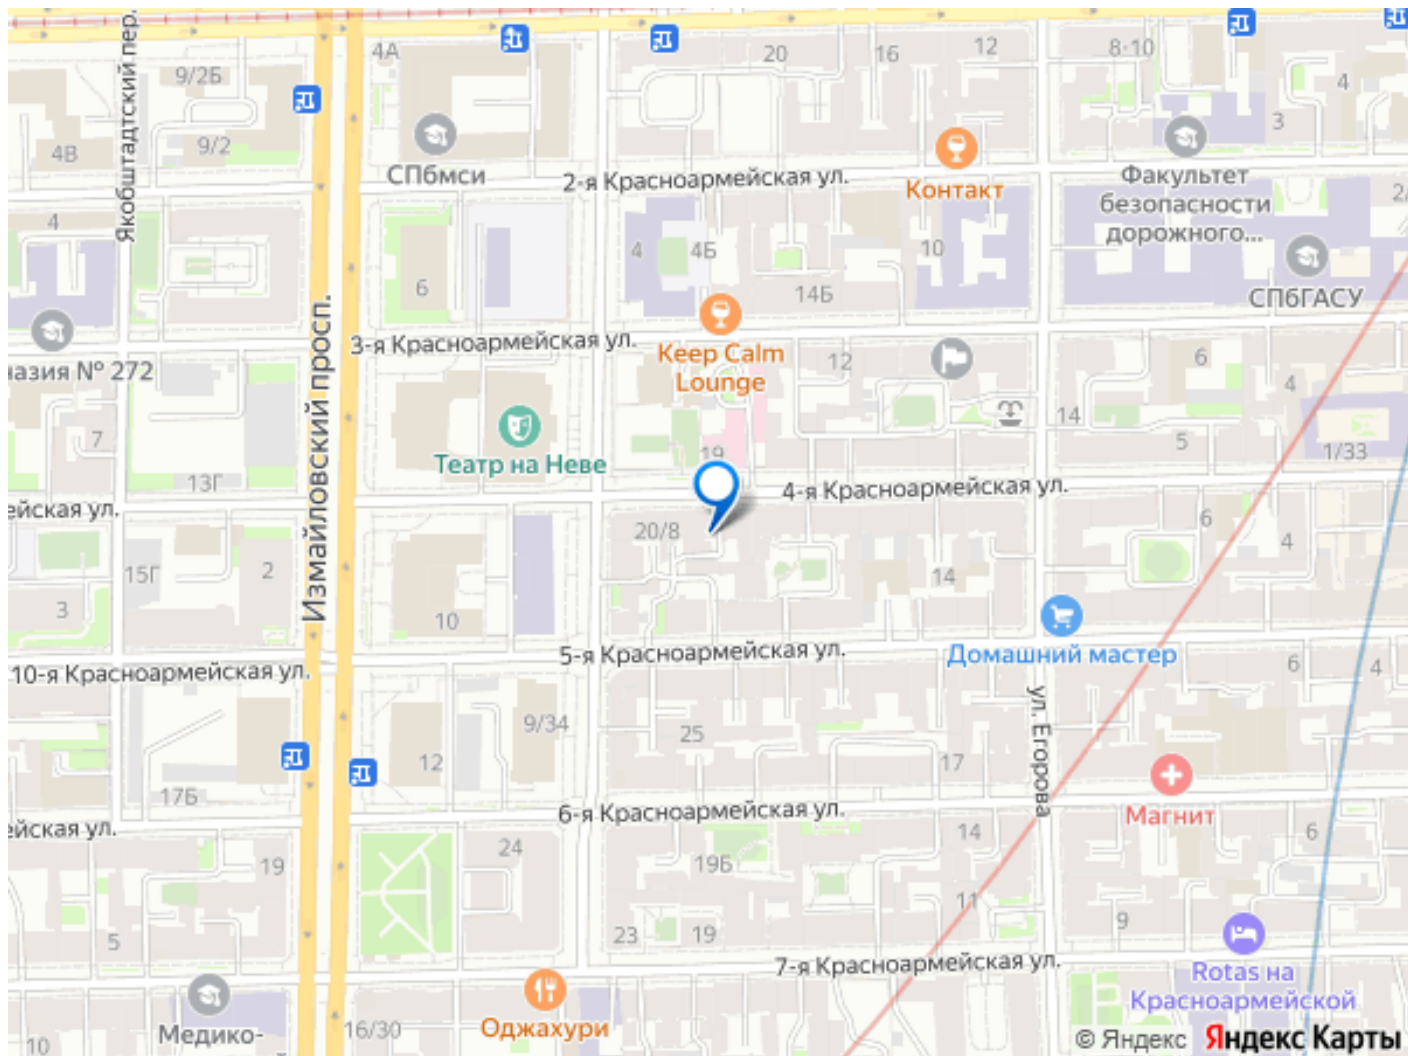 Якобштадтский пер.
4А
20
16
12
8-10
9/2Б
4
3
9/2
4В
СПбмси
2-я Красноармейская ул.
Контакт
Факультет
безопасности
дорожного...
2/
4
4
4Б
10
6
14Б
СПбГАСУ
Измайловский просп.
3-я Красноармейская ул.
Keep Calm
Lounge
12
6
4
назия № 272
14
7
5
1/33
Театр на Неве
19
13Г
4-я Красноармейская ул.
ейская ул.
20/8
6
4
15Г
2
14
3
10
Домашний мастер
5-я Красноармейская ул.
10-я Красноармейская ул.
6
4
ул. Егорова
9/34
25
12
17
17Б
6-я Красноармейская ул.
Магнит
ейская ул.
14
6
24
19
19Б
11
9
5
23
19
7-я Красноармейская ул.
Rotas на
Красноармейской
Медико-
16/30
Оджахури
10
© Яндекс Яндекс Карты